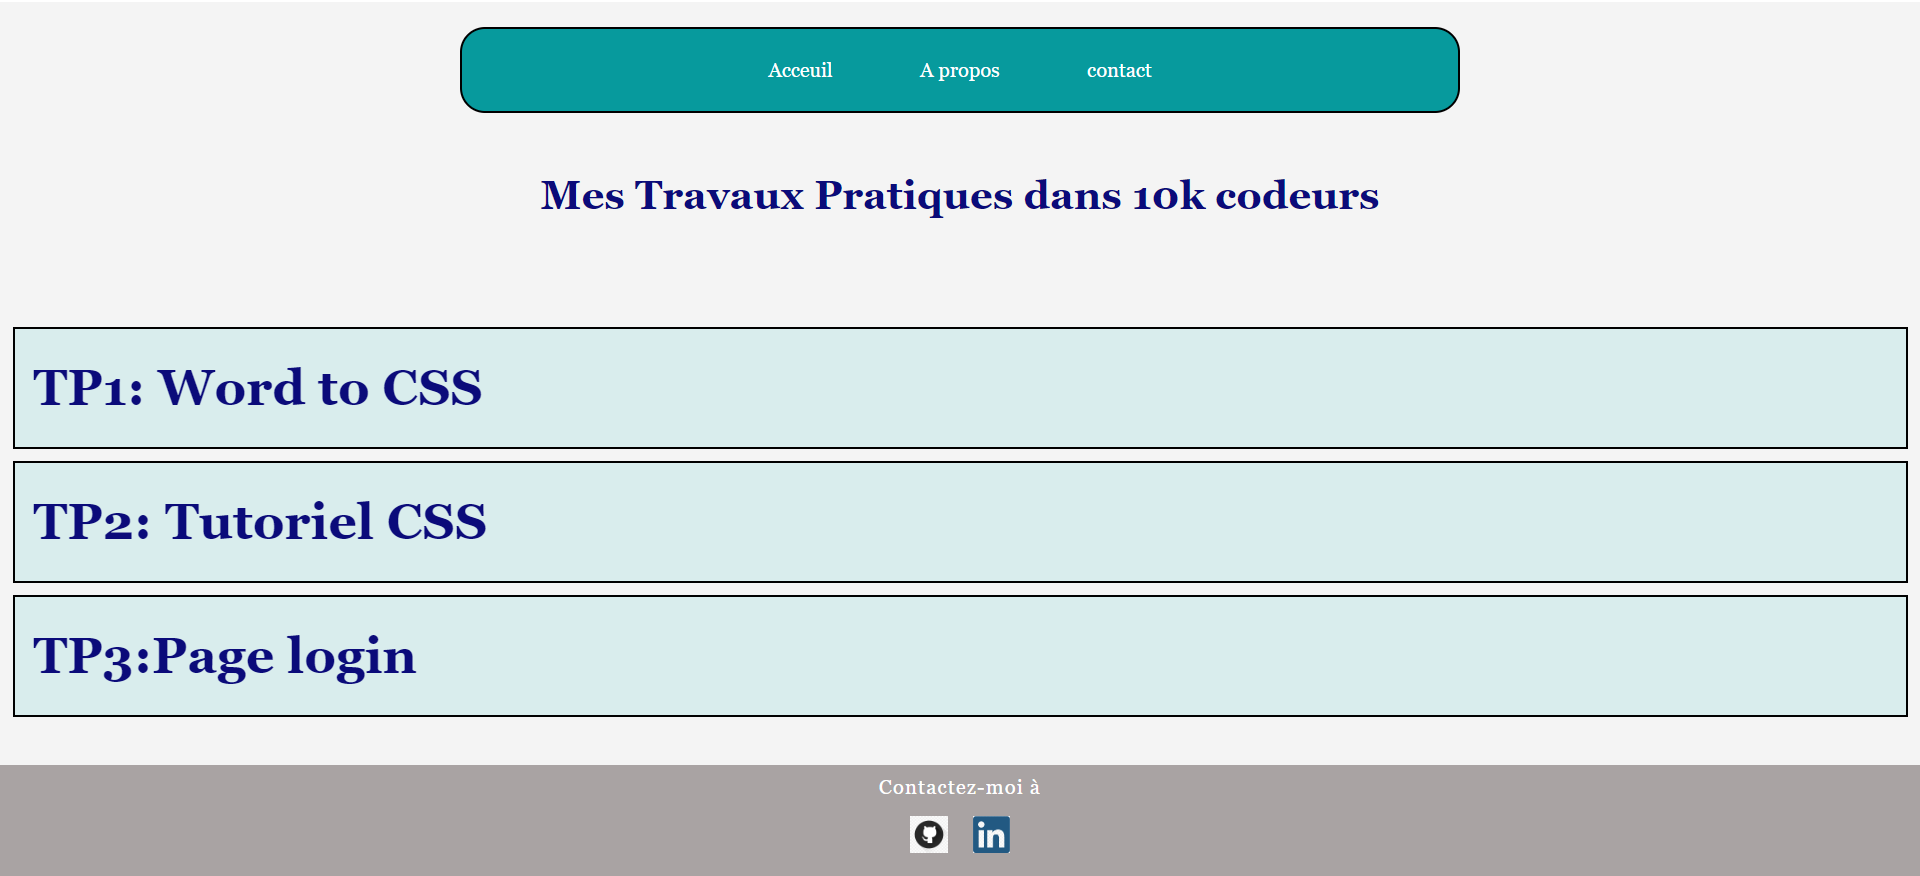 Acceuil A propos contact
Mes Travaux Pratiques dans 10k codeurs
TP1: Word to CSS
TP2: Tutoriel CSS
TP3:Page login
Contactez-moi à
in